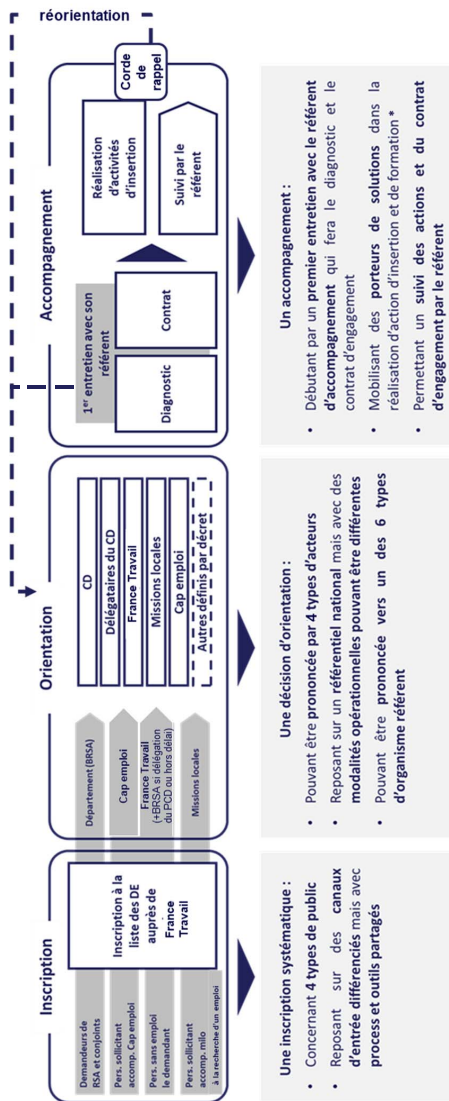 réorientation
Inscription
Demandeurs de
RSA et conjoints
Pers. sollicitant
accomp. Cap emploi
Pers. sans emploi
le demandant
Pers. sollicitant
accomp. milo
à la recherche d'un emploi
Inscription à la
liste des DE
auprès de
France
Travail
Orientation
Département (BRSA)
Cap emploi
France Travail
(+BRSA si délégation
du PCD ou hors délai)
Missions locales
CD
Délégataires du CD
France Travail
Missions locales
Cap emploi
Autres définis par décret
Accompagnement
1er entretien avec son
référent
Diagnostic
Contrat
Réalisation
d'activités
d'insertion
Suivi par le
référent
Corde
de
rappel
Une inscription systématique :
• Concernant 4 types de public
• Reposant sur des canaux
d'entrée différenciés mais avec
process et outils partagés
Une décision d'orientation :
• Pouvant être prononcée par 4 types d'acteurs
• Reposant sur un référentiel national mais avec des
modalités opérationnelles pouvant être différentes
• Pouvant être prononcée vers un des 6 types
d'organisme référent
Un accompagnement :
• Débutant par un premier entretien avec le référent
d'accompagnement qui fera le diagnostic et le
contrat d'engagement
• Mobilisant des porteurs de solutions dans la
réalisation d'action d'insertion et de formation *
• Permettant un suivi des actions et du contrat
d'engagement par le référent